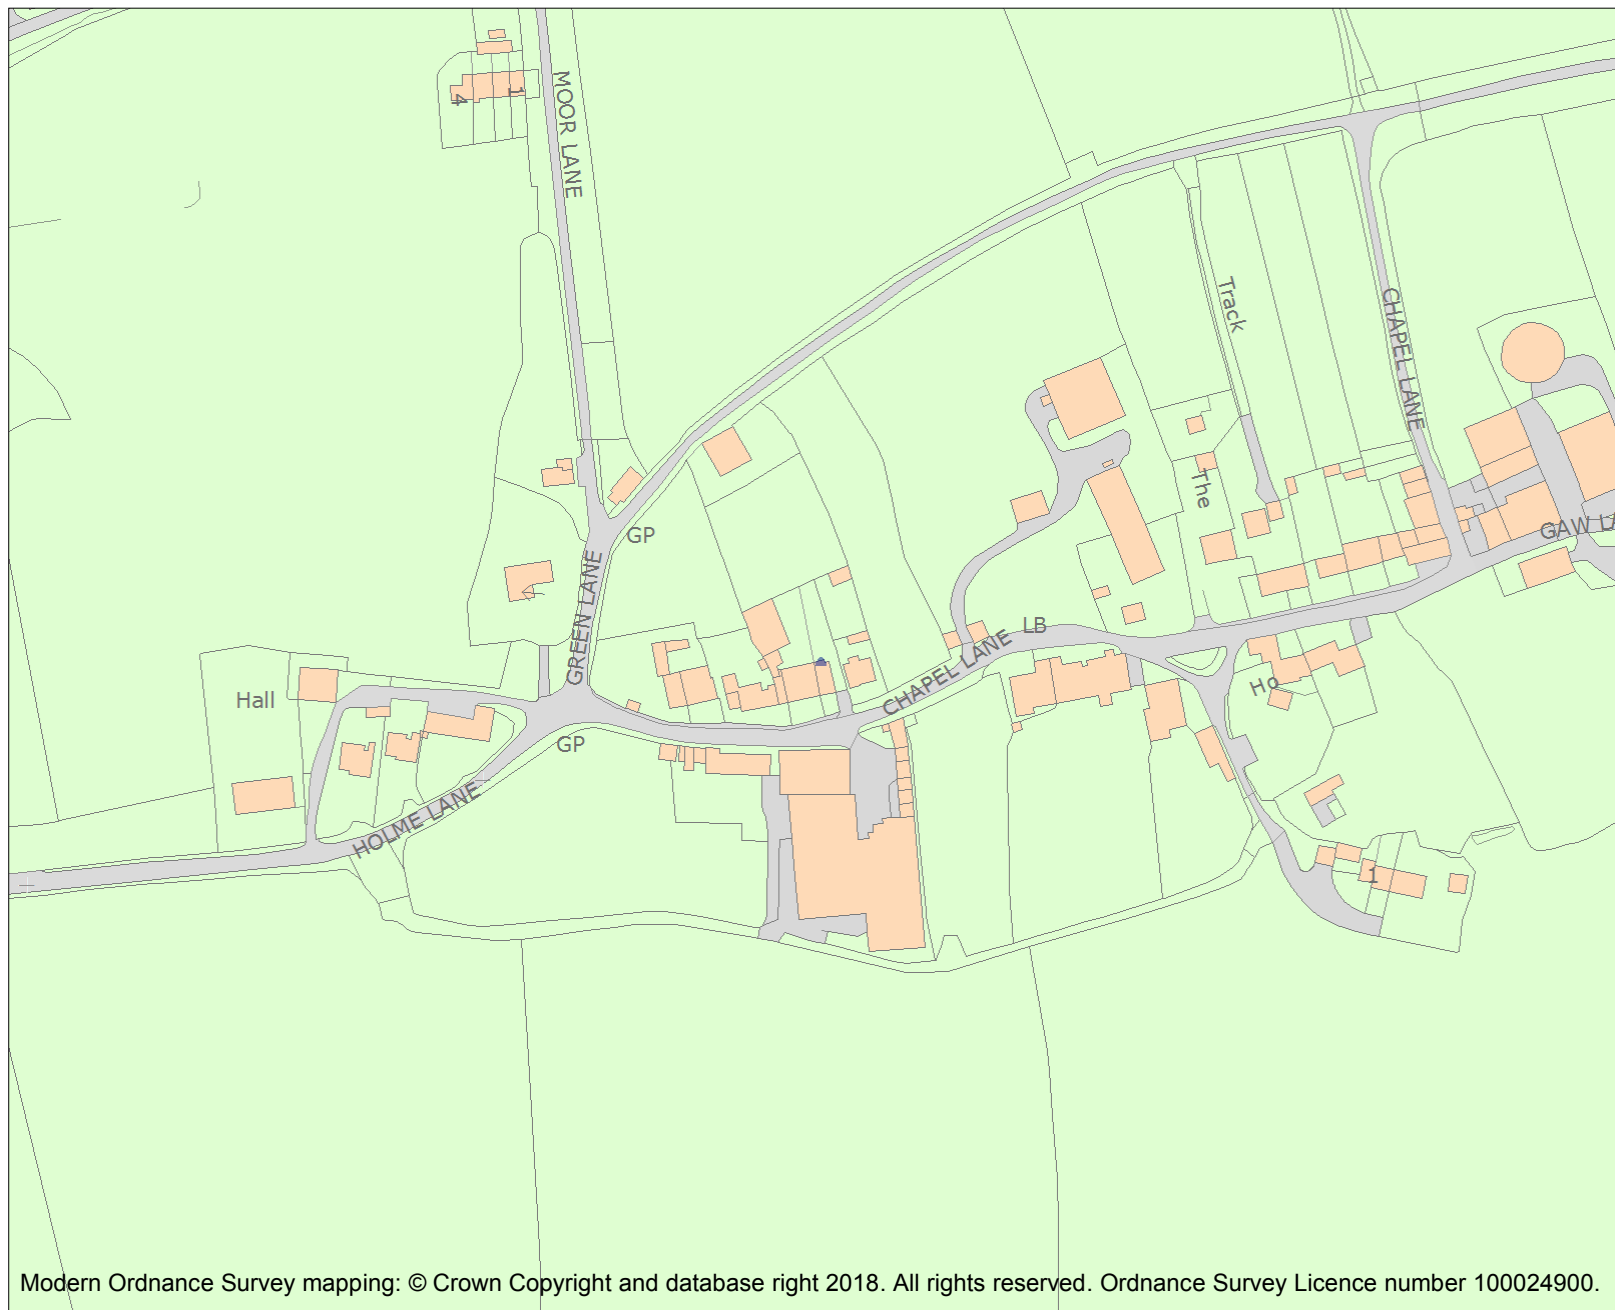 MOOR LANE
4
1
Track
CHAPEL LANE
The
GP
GAW LA
GREEN LANE
LB
CHAPEL LANE
Hall
Ho
GP
HOLME LANE
1
Modern Ordnance Survey mapping: © Crown Copyright and database right 2018. All rights reserved. Ordnance Survey Licence number 100024900.